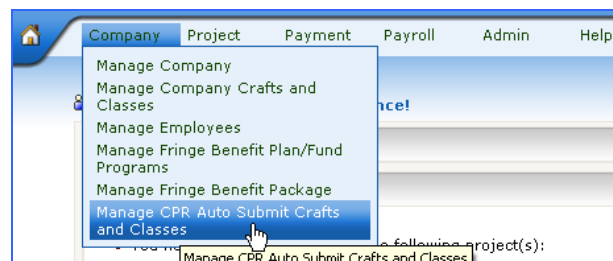 Company Project Payment Payroll Admin Help
Manage Company
Manage Company Crafts and
Classes
nce!
Manage Employees
Manage Fringe Benefit Plan/Fund
Programs
Manage Fringe Benefit Package
Manage CPR Auto Submit Crafts
and Classes
following project(s):
Manage CPR Auto Submit Crafts and Classes